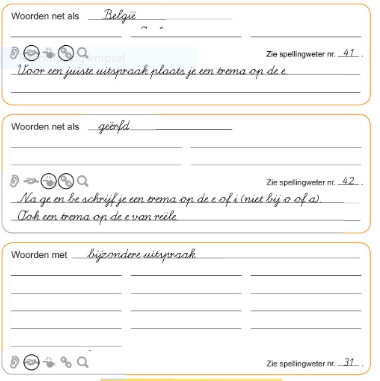 Woorden net als België
Zie spellingweter nr. 41.
Voor een juiste uitspraak plaats je een trema op de e.
Woorden net als geërfd
Zie spellingweter nr. 42.
Na ge en be schrijf je een trema op de e of i (niet bij o of a).
Ook een trema op de e van reële.
Woorden met bijzondere uitspraak
Zie spellingweter nr. 31.